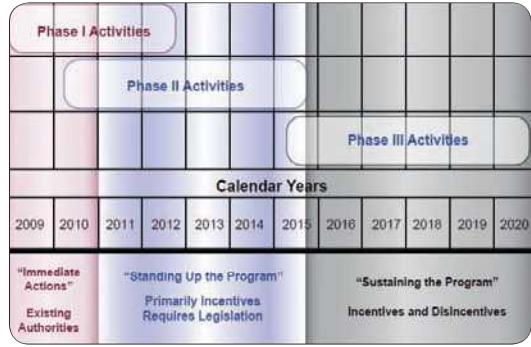 Phase I Activities
Phase II Activities
Phase III Activities
Calendar Years
2009 2010 2011 2012 2013 2014 2015 2016 2017 2018 2019 2020
“Immediate
Actions”
Existing
Authorities
“Standing Up the Program”
Primarily Incentives
Requires Legislation
“Sustaining the Program”
Incentives and Disincentives